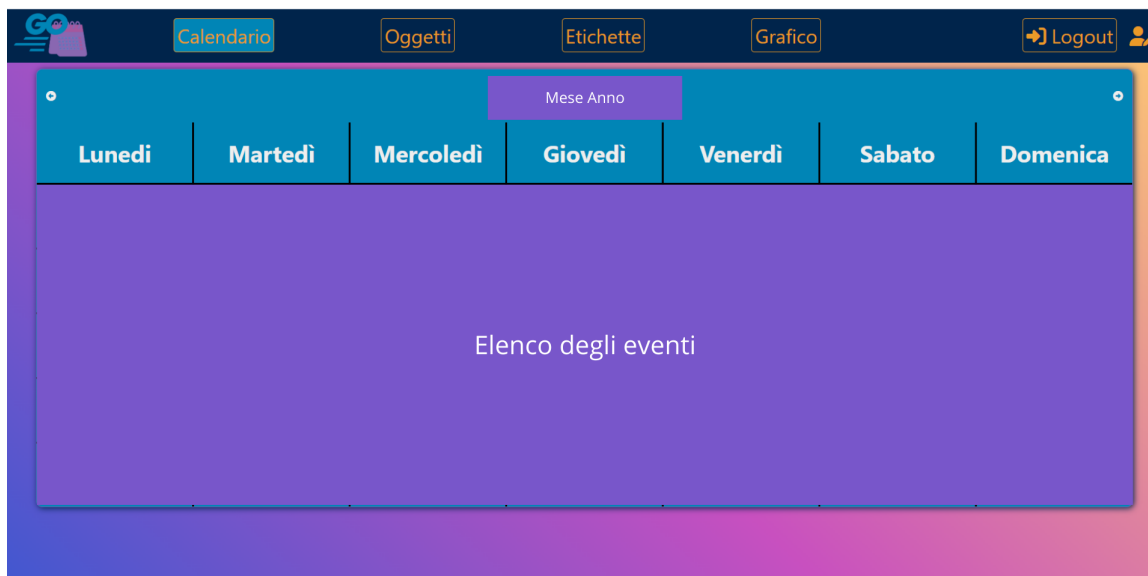 GO
Calendario
Oggetti
Etichette
Grafico
Logout
Mese Anno
Lunedi
Martedì
Mercoledì
Giovedì
Venerdì
Sabato
Domenica
Elenco degli eventi